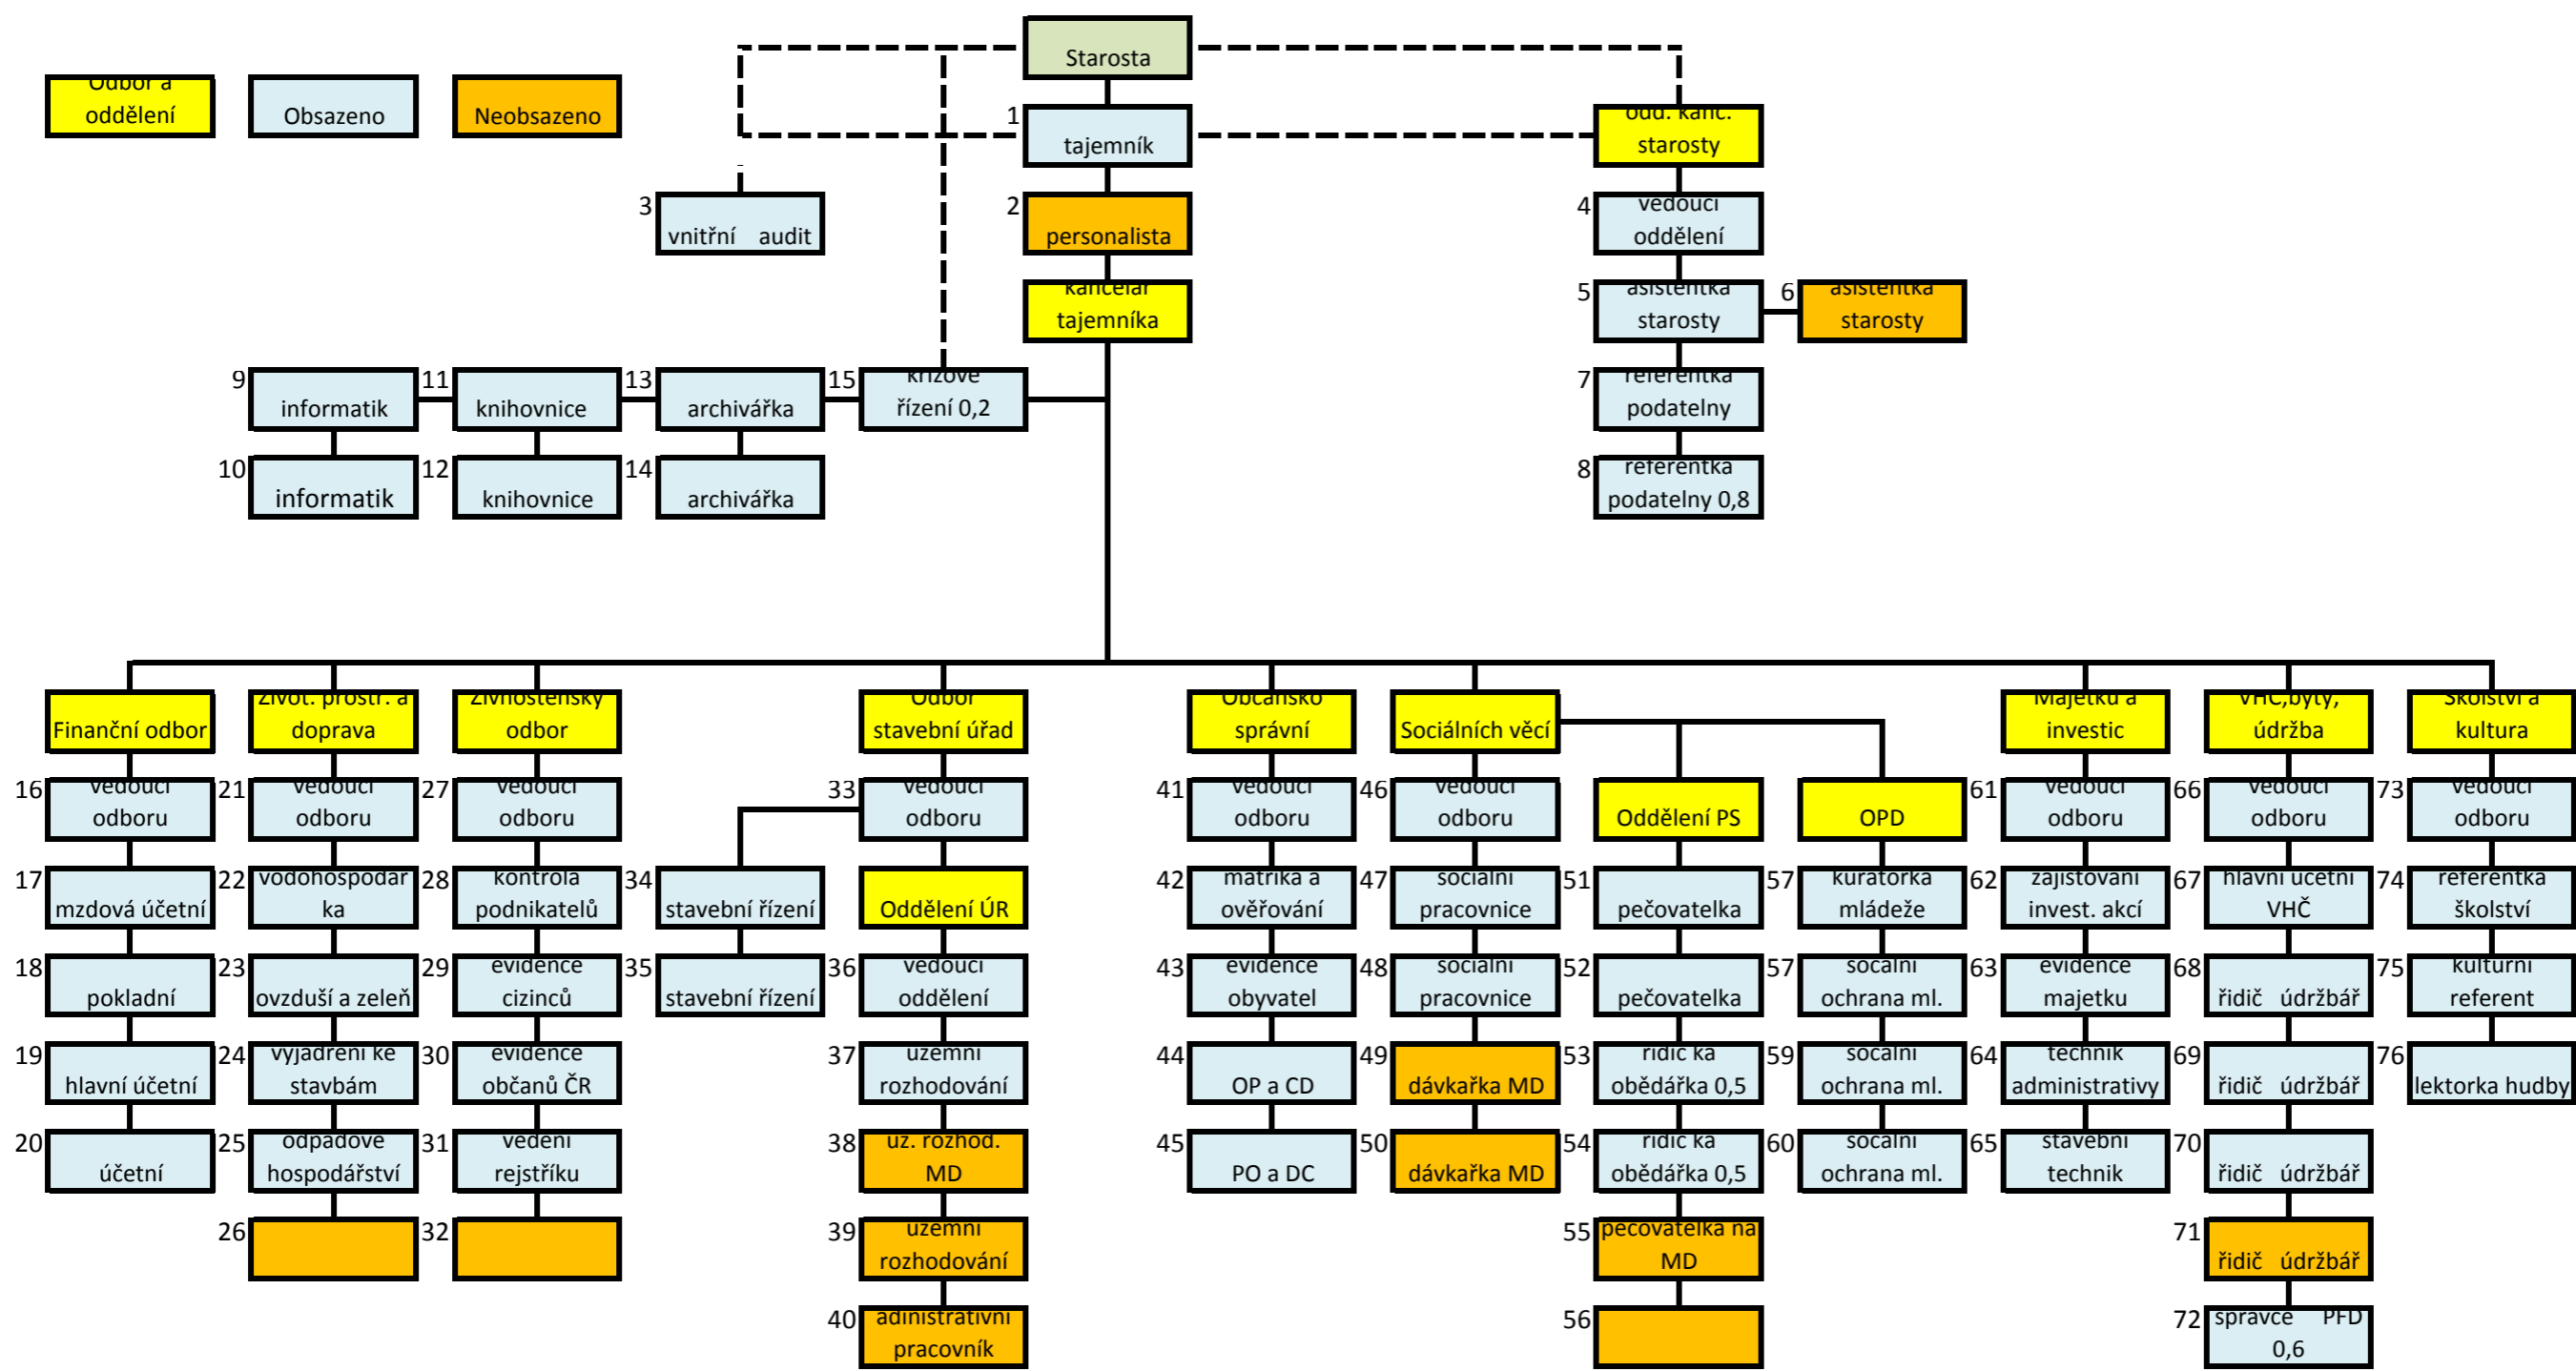 Starosta
Odbor a
oddělení
Obsazeno
Neobsazeno
1
tajemník
odd. kanc.
starosty
3
vnitřní audit
2
personalista
4
vedoucí
oddělení
kancelář
tajemníka
5
asistentka
starosty
6
asistentka
starosty
9
informatik
11
knihovnice
13
archivářka
15
krizové
řízení 0,2
7
referentka
podatelny
10
informatik
12
knihovnice
14
archivářka
8
referentka
podatelny 0,8
Finanční odbor
Život. prostř. a
doprava
Živnostenský
odbor
Odbor
stavební úřad
Občansko
správní
Sociálních věcí
Majetku a
investic
VHČ,byty,
údržba
Školství a
kultura
16
vedoucí
odboru
21
vedoucí
odboru
27
vedoucí
odboru
33
vedoucí
odboru
41
vedoucí
odboru
46
vedoucí
odboru
Oddělení PS
OPD
61
vedoucí
odboru
66
vedoucí
odboru
73
vedoucí
odboru
17
mzdová účetní
22
vodohospodář
ka
28
kontrola
podnikatelů
34
stavební řízení
Oddělení ÚR
42
matrika a
ověřování
47
sociální
pracovnice
51
pečovatelka
57
kurátorka
mládeže
62
zajišťování
invest. akcí
67
hlavní účetní
VHČ
74
referentka
školství
18
pokladní
23
ovzduší a zeleň
29
evidence
cizinců
35
stavební řízení
36
vedoucí
oddělení
43
evidence
obyvatel
48
sociální
pracovnice
52
pečovatelka
57
socální
ochrana ml.
63
evidence
majetku
68
řidič údržbář
75
kulturní
referent
19
hlavní účetní
24
vyjádření ke
stavbám
30
evidence
občanů ČR
37
územní
rozhodování
44
OP a CD
49
dávkařka MD
53
řidič ka
obědářka 0,5
59
socální
ochrana ml.
64
technik
administrativy
69
řidič údržbář
76
lektorka hudby
20
účetní
25
odpadové
hospodářství
31
vedení
rejstříku
38
úz. rozhod.
MD
45
PO a DC
50
dávkařka MD
54
řidič ka
obědářka 0,5
60
socální
ochrana ml.
65
stavební
technik
70
řidič údržbář
26
32
39
územní
rozhodování
55
pečovatelka na
MD
71
řidič údržbář
40
adinistrativní
pracovník
56
72
správce PFD
0,6